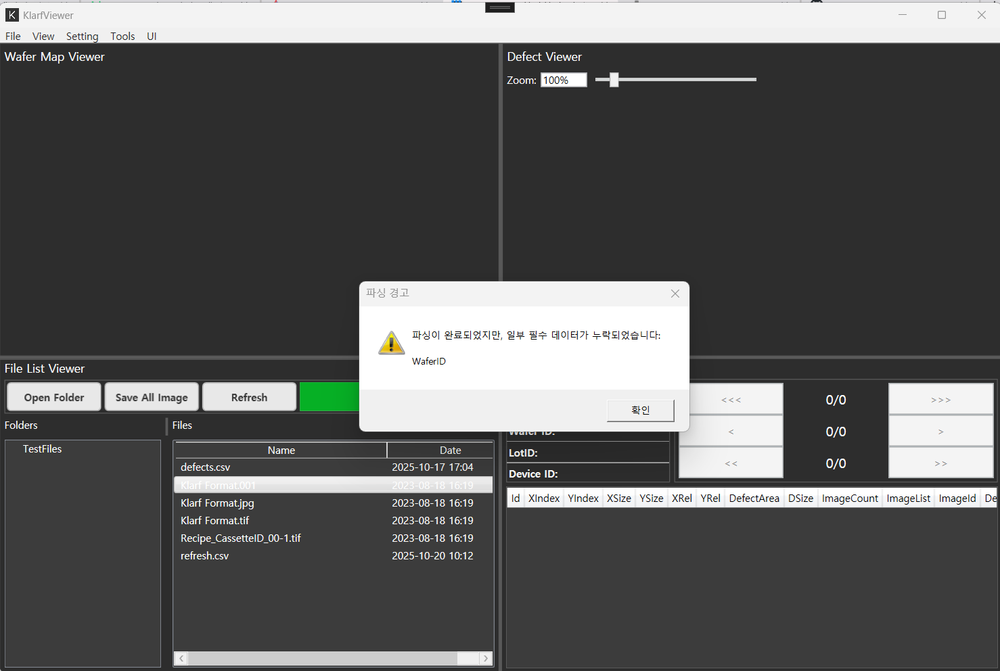 KlarfViewer
File View Setting Tools UI
Wafer Map Viewer
Defect Viewer
Zoom: 100%
파싱 경고
파싱이 완료되었지만, 일부 필수 데이터가 누락되었습니다:
WaferID
확인
File List Viewer
Open Folder Save All Image Refresh
Folders
TestFiles
Files
Name Date
defects.csv 2025-10-17 17:04
Klarf Format.001 2023-08-18 16:19
Klarf Format.jpg 2023-08-18 16:19
Klarf Format.tif 2023-08-18 16:19
Recipe_CassetteID_00-1.tif 2023-08-18 16:19
refresh.csv 2025-10-20 10:12
Wafer ID:
LotID:
Device ID:
<<< 0/0 >>>
< 0/0 >
<< 0/0 >>
Id XIndex YIndex XSize YSize XRel YRel DefectArea DSize ImageCount ImageList ImageId De